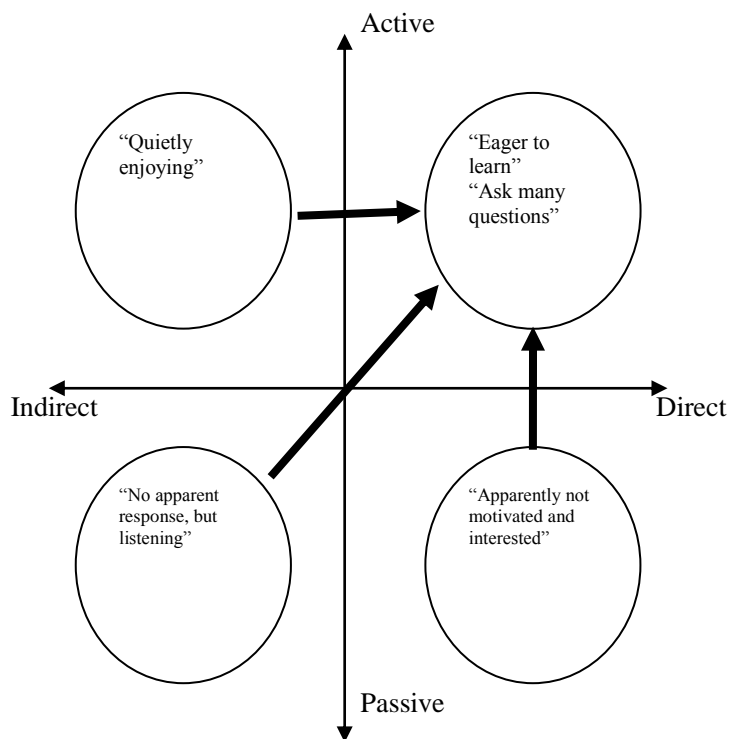 Active
“Quietly
enjoying”
“Eager to
learn”
“Ask many
questions”
Indirect
Direct
“No apparent
response, but
listening”
“Apparently not
motivated and
interested”
Passive